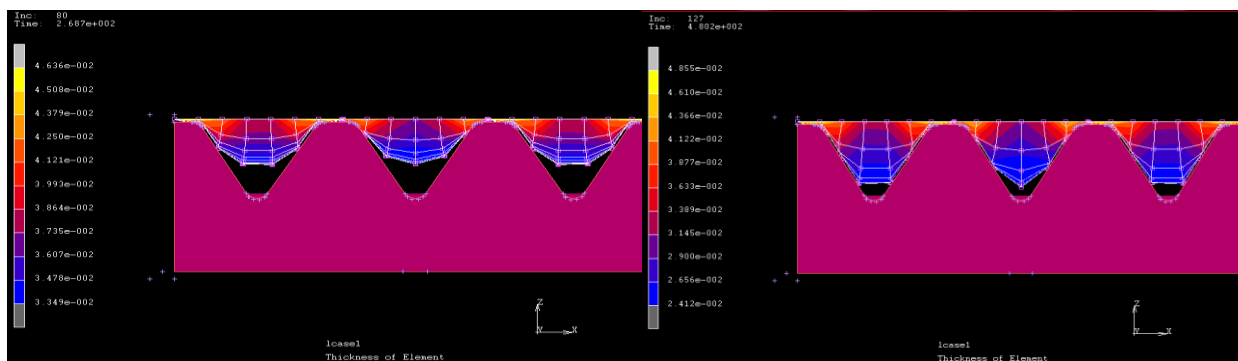 Inc: 80
Time: 2.687e+002
4.636e-002
4.508e-002
4.379e-002
4.250e-002
4.121e-002
3.993e-002
3.864e-002
3.735e-002
3.607e-002
3.478e-002
3.349e-002
Z
Y X
lcase1
Thickness of Element
Inc: 127
Time: 4.802e+002
4.855e-002
4.610e-002
4.366e-002
4.122e-002
3.877e-002
3.633e-002
3.389e-002
3.145e-002
2.900e-002
2.656e-002
2.412e-002
Z
Y X
lcase1
Thickness of Element